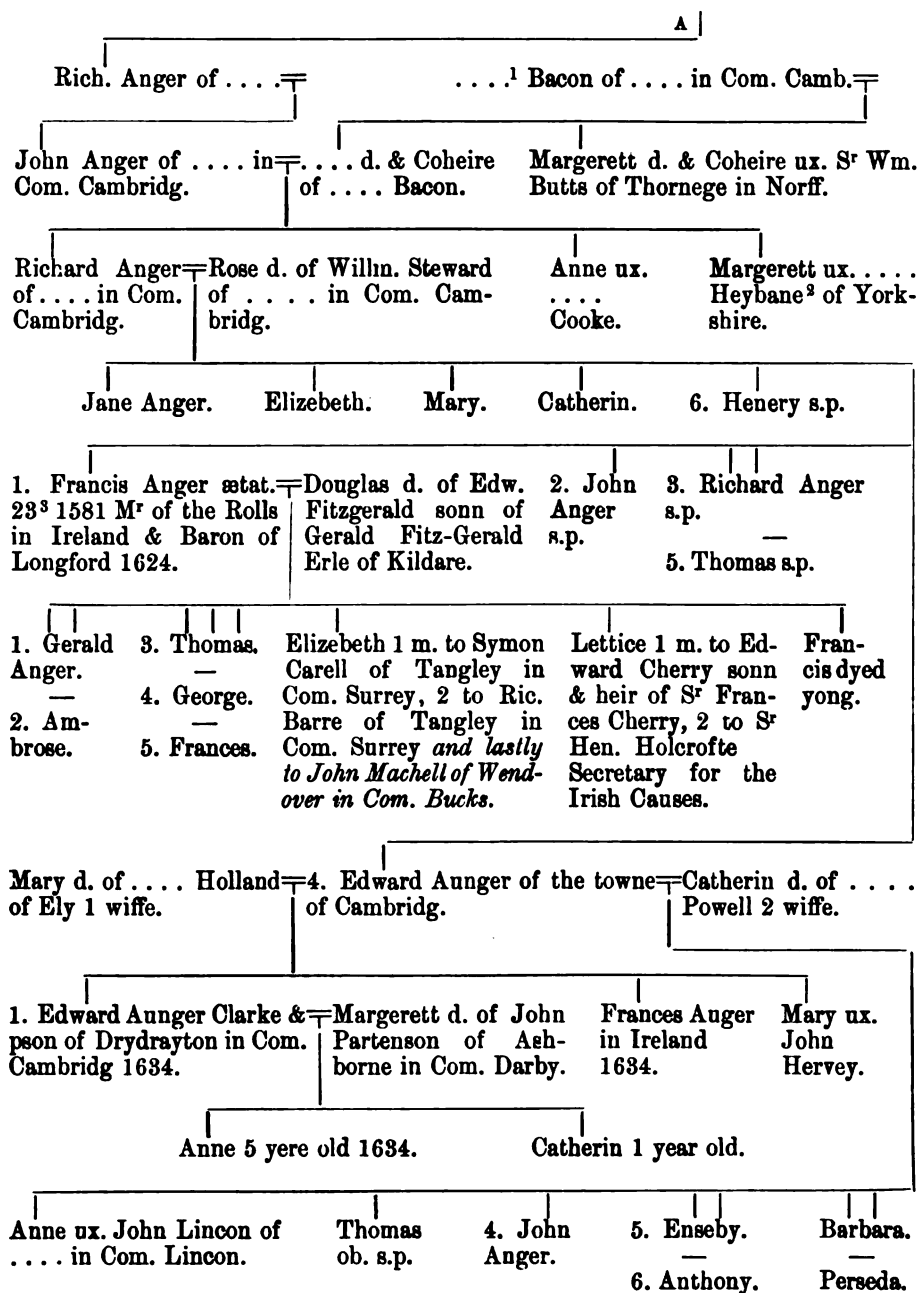 A
Rich. Anger of . . . .
. . . .¹ Bacon of . . . . in Com. Camb.
John Anger of . . . . in
Com. Cambridg.
. . . . d. & Coheire
of . . . . Bacon.
Margerett d. & Coheire ux. Sʳ Wm.
Butts of Thornege in Norff.
Richard Anger
of . . . . in Com.
Cambridg.
Rose d. of Willm. Steward
of . . . . in Com. Cam-
bridg.
Anne ux.
. . . .
Cooke.
Margerett ux. . . . .
Heybane² of York-
shire.
Jane Anger.
Elizebeth.
Mary.
Catherin.
6. Henery s.p.
1. Francis Anger ætat.
23³ 1581 Mʳ of the Rolls
in Ireland & Baron of
Longford 1624.
Douglas d. of Edw.
Fitzgerald sonn of
Gerald Fitz-Gerald
Erle of Kildare.
2. John
Anger
s.p.
3. Richard Anger
s.p.
—
5. Thomas s.p.
1. Gerald
Anger.
—
2. Am-
brose.
3. Thomas.
—
4. George.
—
5. Frances.
Elizebeth 1 m. to Symon
Carell of Tangley in
Com. Surrey, 2 to Ric.
Barre of Tangley in
Com. Surrey and lastly
to John Machell of Wend-
over in Com. Bucks.
Lettice 1 m. to Ed-
ward Cherry sonn
& heir of Sʳ Fran-
ces Cherry, 2 to Sʳ
Hen. Holcrofte
Secretary for the
Irish Causes.
Fran-
cis dyed
yong.
Mary d. of . . . . Holland
of Ely 1 wiffe.
4. Edward Aunger of the towne
of Cambridg.
Catherin d. of . . . .
Powell 2 wiffe.
1. Edward Aunger Clarke &
pson of Drydrayton in Com.
Cambridg 1634.
Margerett d. of John
Partenson of Ash-
borne in Com. Darby.
Frances Auger
in Ireland
1634.
Mary ux.
John
Hervey.
Anne 5 yere old 1634.
Catherin 1 year old.
Anne ux. John Lincon of
. . . . in Com. Lincon.
Thomas
ob. s.p.
4. John
Anger.
5. Enseby.
—
6. Anthony.
Barbara.
—
Perseda.